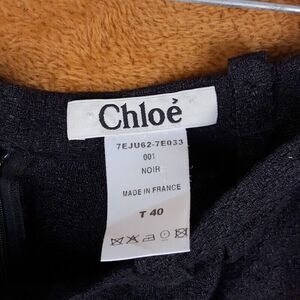 Chloé
7EJU62-7E033
001
NOIR
MADE IN FRANCE
T 40